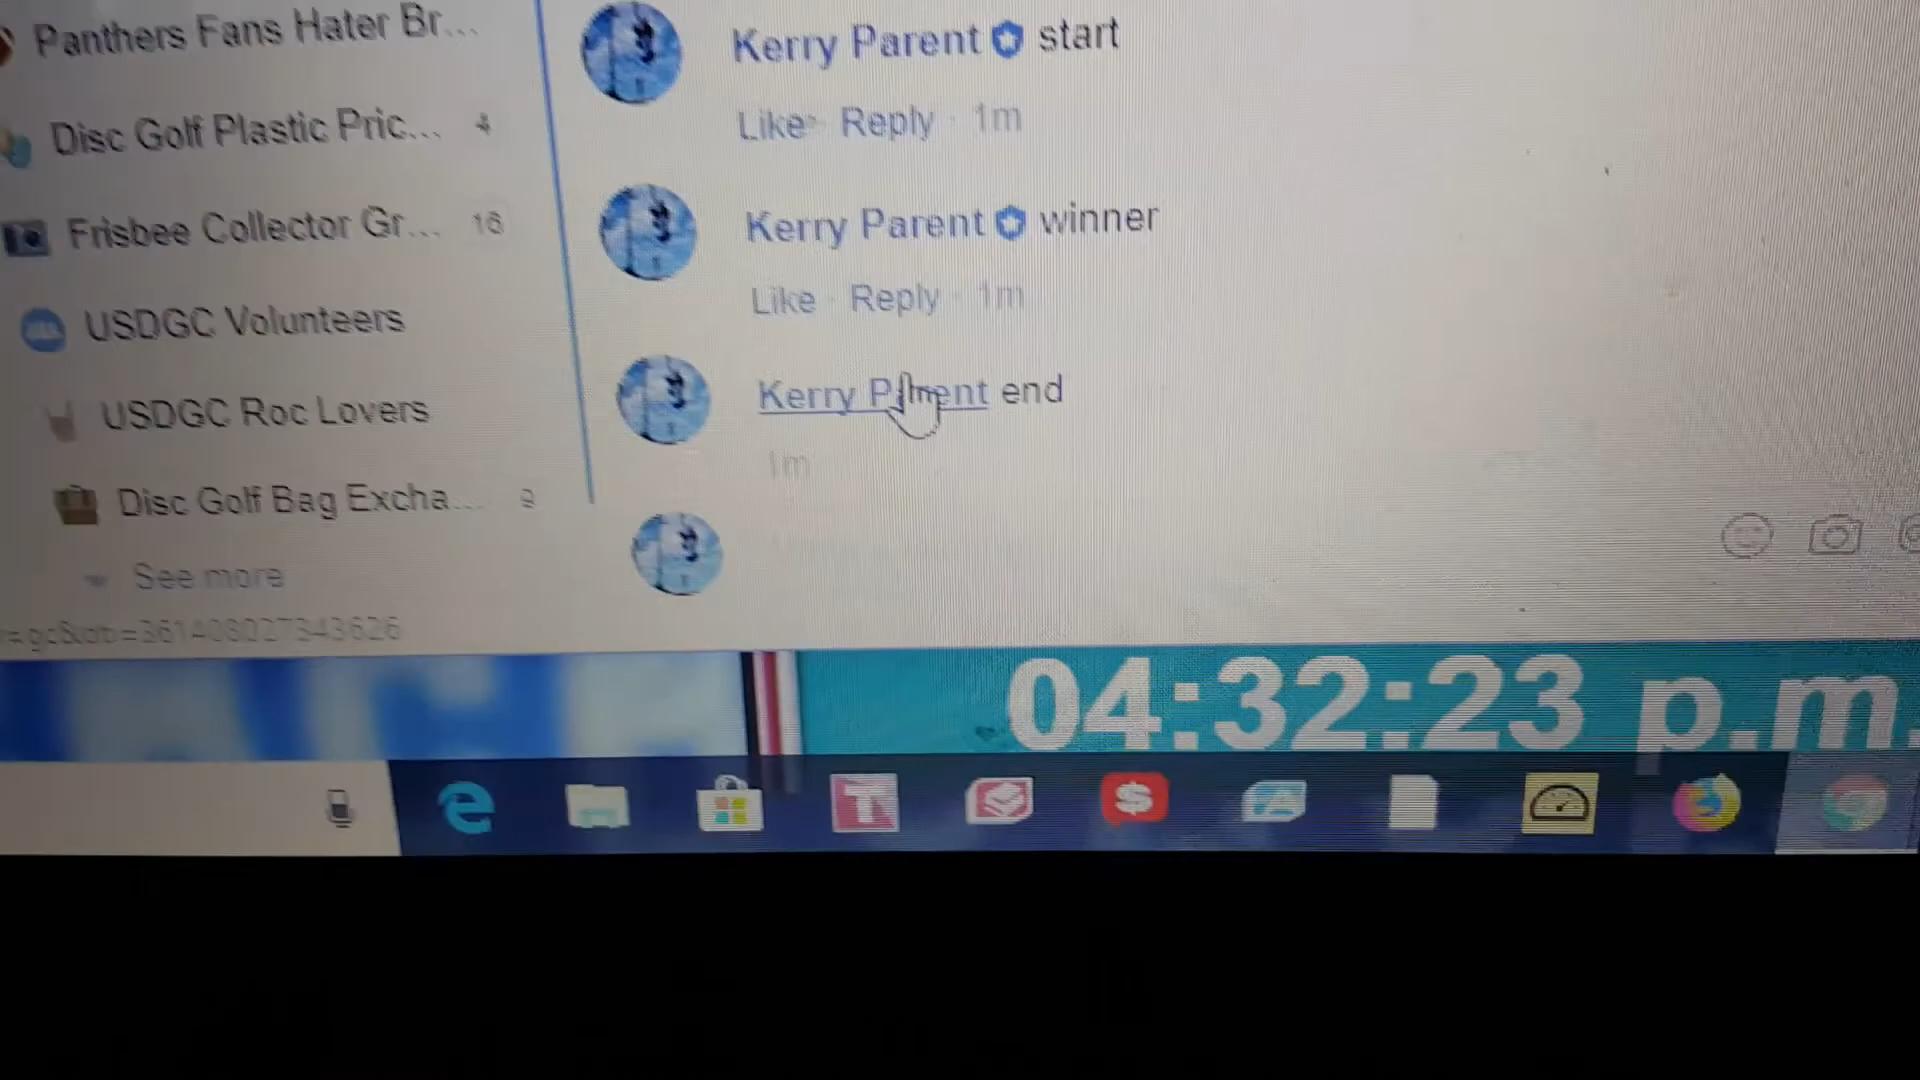 Panthers Fans Hater Br...
Disc Golf Plastic Pric... 4
Frisbee Collector Gr... 16
USDGC Volunteers
USDGC Roc Lovers
Disc Golf Bag Excha... 9
See more
Kerry Parent start
Like Reply 1m
Kerry Parent winner
Like · Reply · 1m
Kerry Parent end
1m
04:32:23 p.m.
T
$